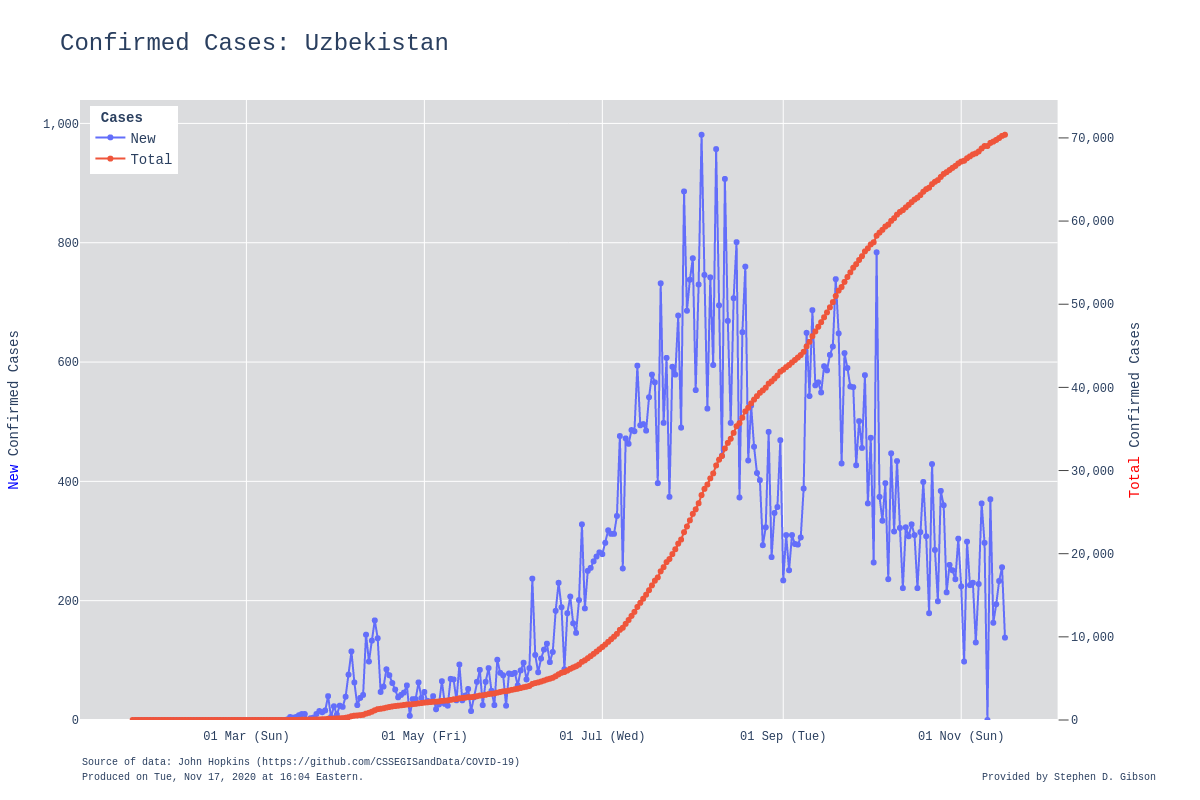 Confirmed Cases: Uzbekistan
Cases
New
Total
1,000
800
600
400
200
0
70,000
60,000
50,000
40,000
30,000
20,000
10,000
0
New Confirmed Cases
Total Confirmed Cases
01 Mar (Sun)
01 May (Fri)
01 Jul (Wed)
01 Sep (Tue)
01 Nov (Sun)
Source of data: John Hopkins (https://github.com/CSSEGISandData/COVID-19)
Produced on Tue, Nov 17, 2020 at 16:04 Eastern.
Provided by Stephen D. Gibson